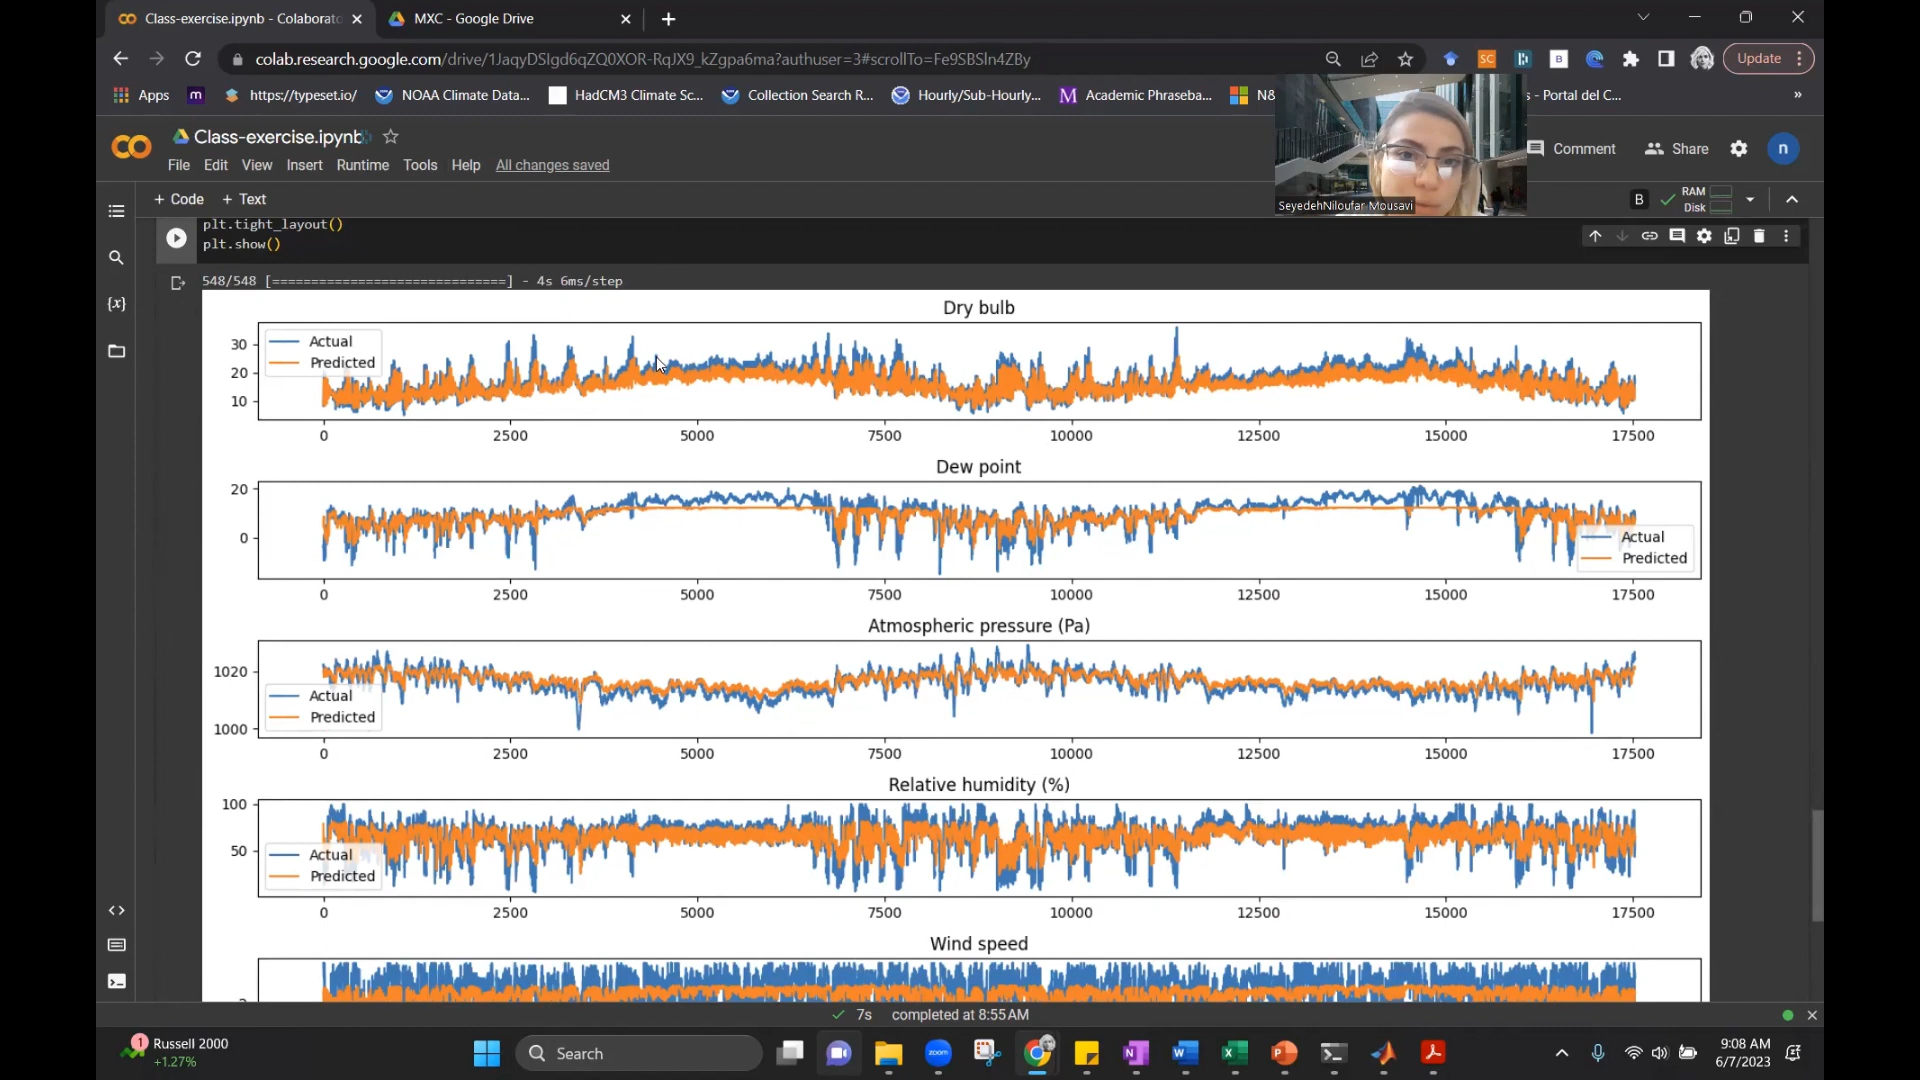 Class-exercise.ipynb - Colaborato
MXC - Google Drive
colab.research.google.com/drive/1JaqyDSIgd6qZQ0XOR-RqJX9_kZgpa6ma?authuser=3#scrollTo=Fe9SBSln4ZBy
SC
B
Update
Apps
m
https://typeset.io/
NOAA Climate Data...
HadCM3 Climate Sc...
Collection Search R...
Hourly/Sub-Hourly...
M
Academic Phraseba...
N&
s - Portal del C...
»
Class-exercise.ipynb
File Edit View Insert Runtime Tools Help All changes saved
Comment
Share
n
+ Code + Text
B
RAM
Disk
SeyedehNiloufar Mousavi
plt.tight_layout()
plt.show()
{x}
548/548 [==============================] - 4s 6ms/step
Dry bulb
Actual
Predicted
30
20
10
0 2500 5000 7500 10000 12500 15000 17500
Dew point
20
0
Actual
Predicted
0 2500 5000 7500 10000 12500 15000 17500
Atmospheric pressure (Pa)
1020
1000
Actual
Predicted
0 2500 5000 7500 10000 12500 15000 17500
Relative humidity (%)
100
50
Actual
Predicted
0 2500 5000 7500 10000 12500 15000 17500
Wind speed
7s completed at 8:55 AM
1
Russell 2000
+1.27%
Search
zoom
N
W
X
P
9:08 AM
6/7/2023